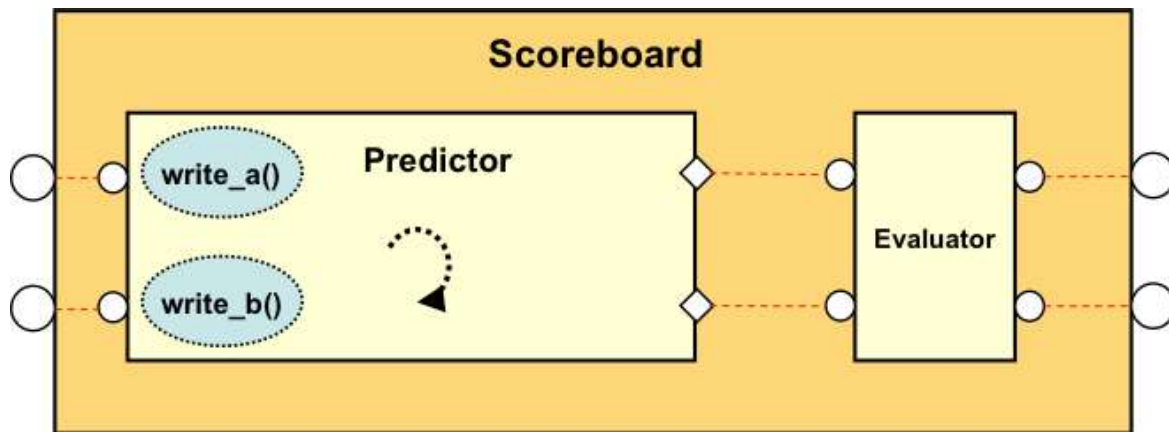 Scoreboard
write_a()
Predictor
Evaluator
write_b()